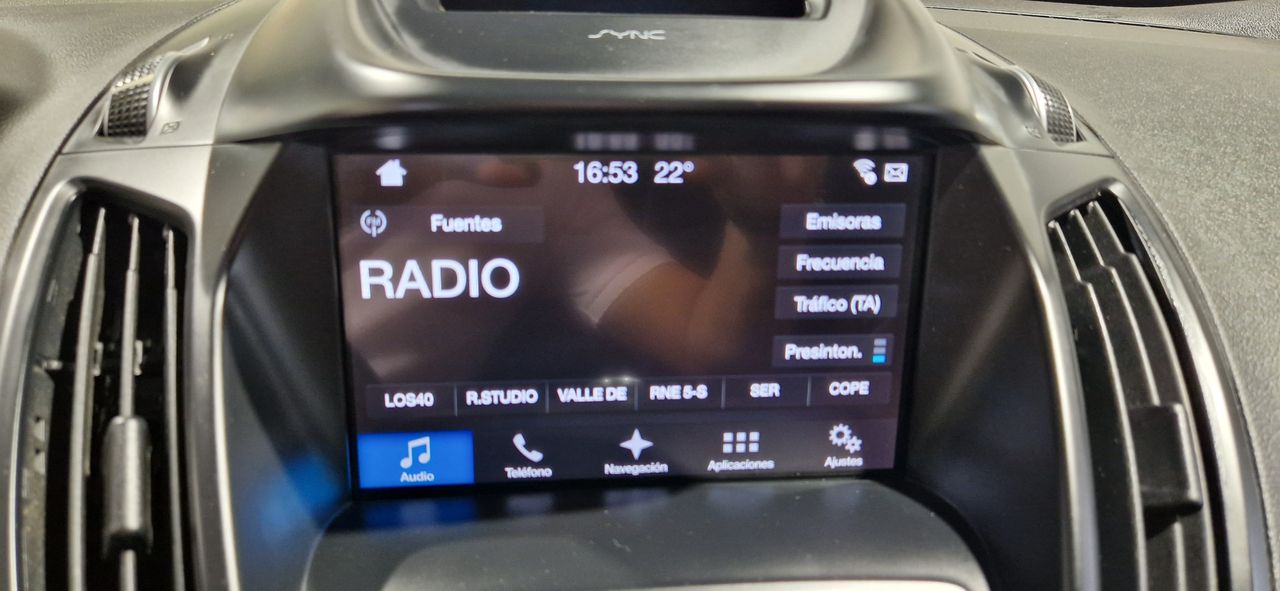 SYNC
16:53 22°
FM Fuentes Emisoras
RADIO Frecuencia
Tráfico (TA)
Presinton.
LOS40 R.STUDIO VALLE DE RNE 5-S SER COPE
Audio Teléfono Navegación Aplicaciones Ajustes